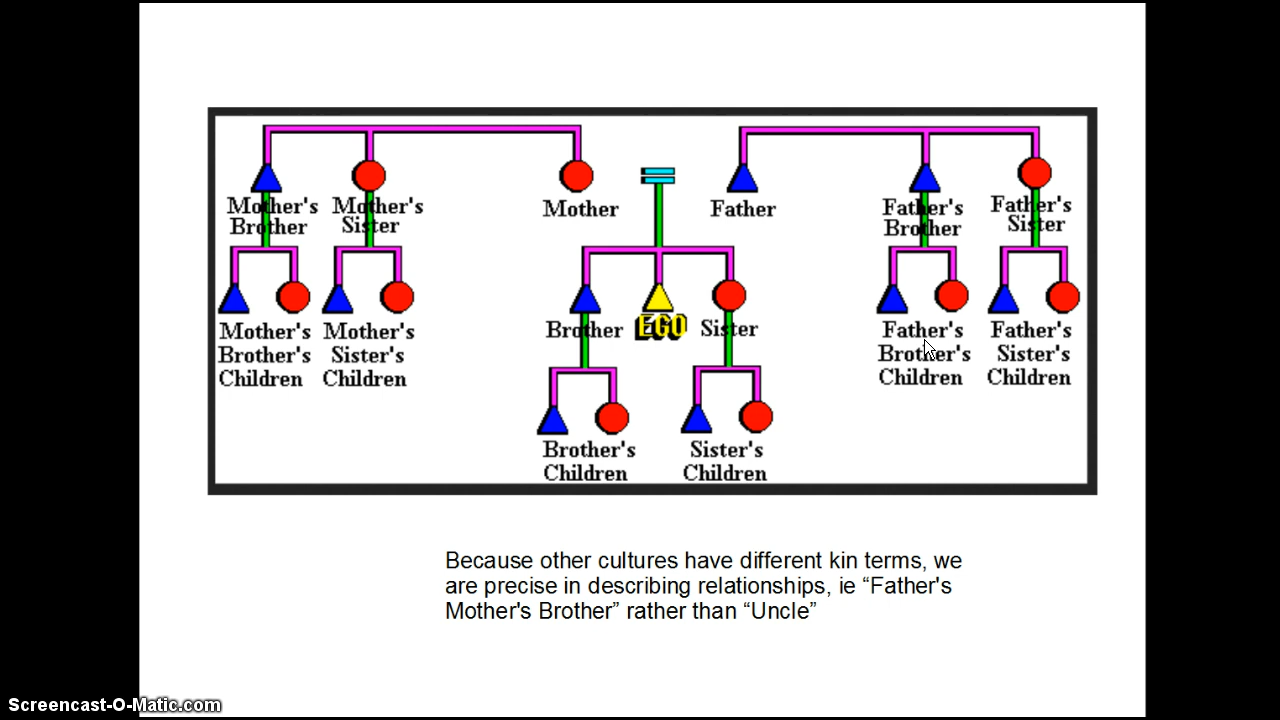 Mother's
Brother
Mother's
Sister
Mother
Father
Father's
Brother
Father's
Sister
Mother's
Brother's
Children
Mother's
Sister's
Children
Brother
EGO
Sister
Father's
Brother's
Children
Father's
Sister's
Children
Brother's
Children
Sister's
Children
Because other cultures have different kin terms, we
are precise in describing relationships, ie “Father's
Mother's Brother” rather than “Uncle”
Screencast-O-Matic.com